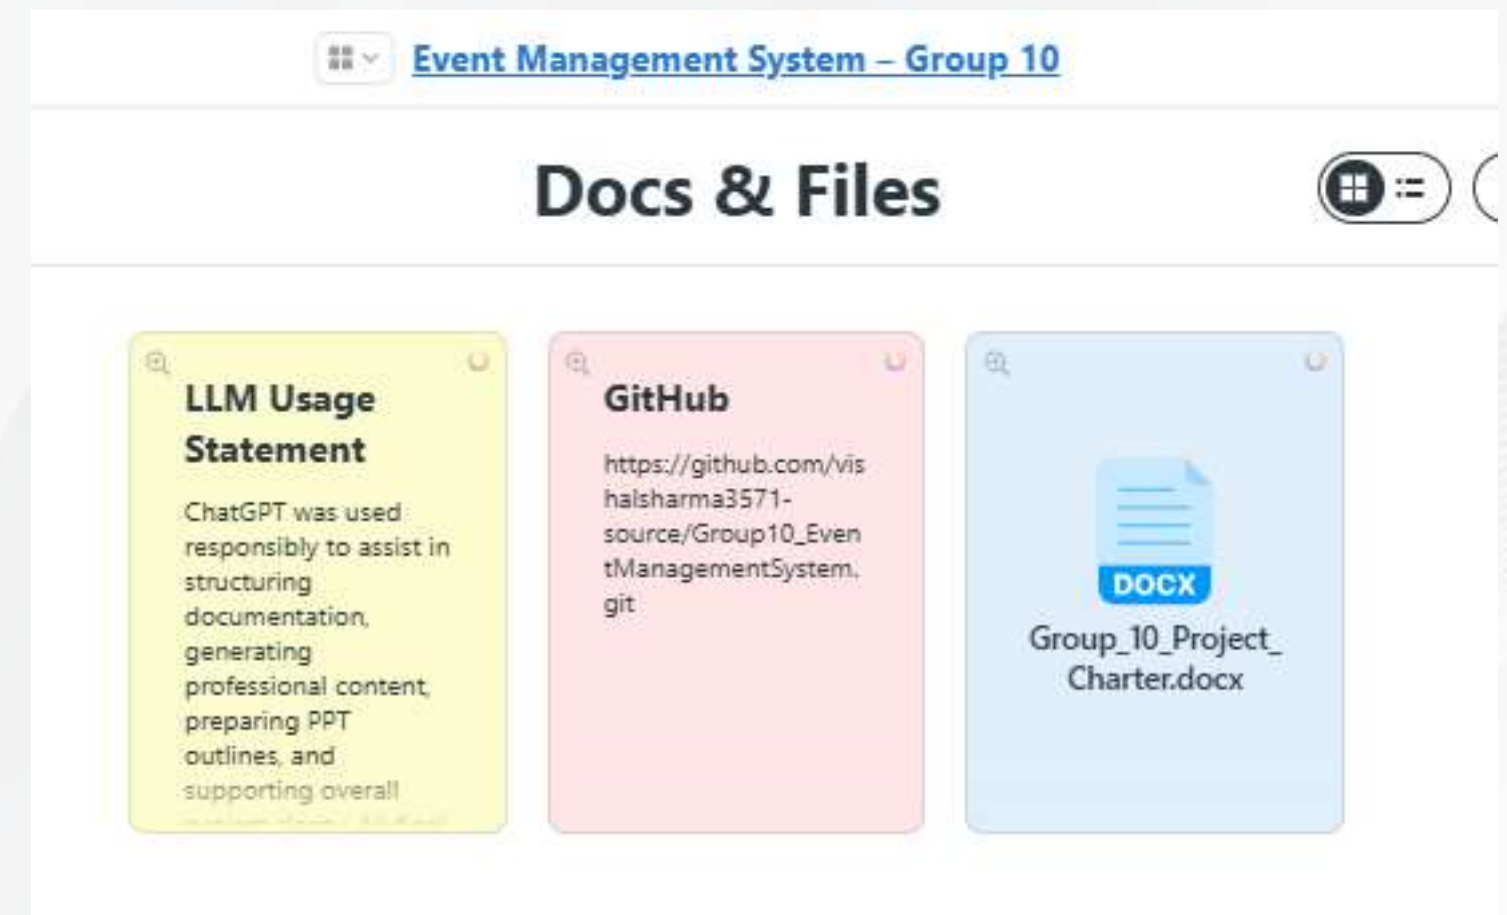 Event Management System – Group 10
Docs & Files
LLM Usage
Statement
ChatGPT was used
responsibly to assist in
structuring
documentation,
generating
professional content,
preparing PPT
outlines, and
supporting overall
GitHub
https://github.com/vis
halsharma3571-
source/Group10_Even
tManagementSystem.
git
DOCX
Group_10_Project_
Charter.docx